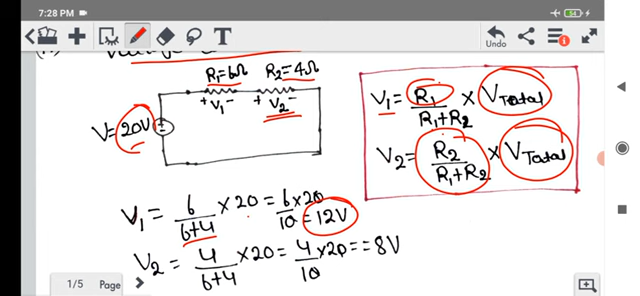 7:28 PM
54
Undo
R1=6Ω R2=4Ω
+V1- +V2-
V=20V
V1=R1/R1+R2 × VTotal
V2=R2/R1+R2 × VTotal
V1 = 6/6+4 ×20 = 6×20/10 = 12V
V2 = 4/6+4 ×20 = 4/10 ×20 == 8V
1/5